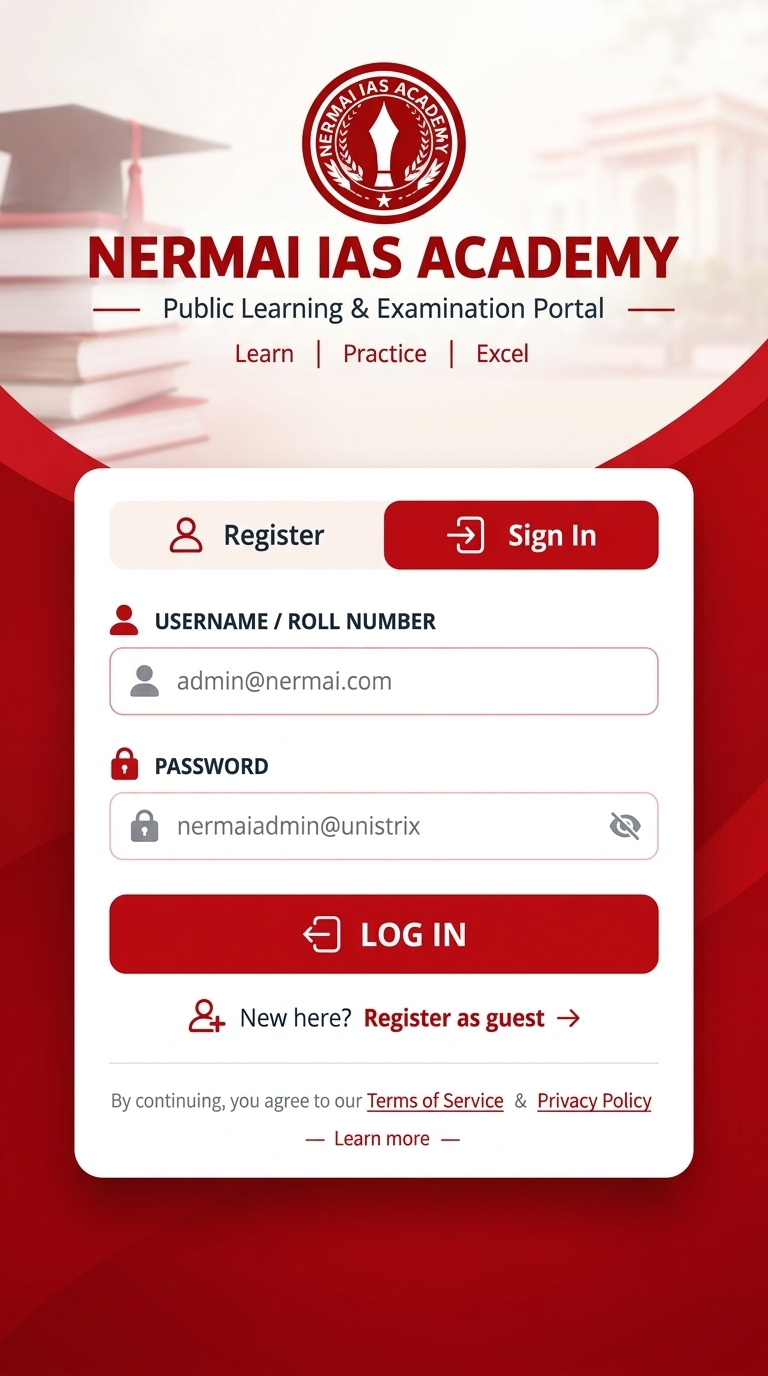 NERMAI IAS ACADEMY
NERMAI IAS ACADEMY
Public Learning & Examination Portal
Learn | Practice | Excel
Register
Sign In
USERNAME / ROLL NUMBER
admin@nermai.com
PASSWORD
nermaiadmin@unistrix
LOG IN
New here? Register as guest →
By continuing, you agree to our Terms of Service & Privacy Policy
— Learn more —